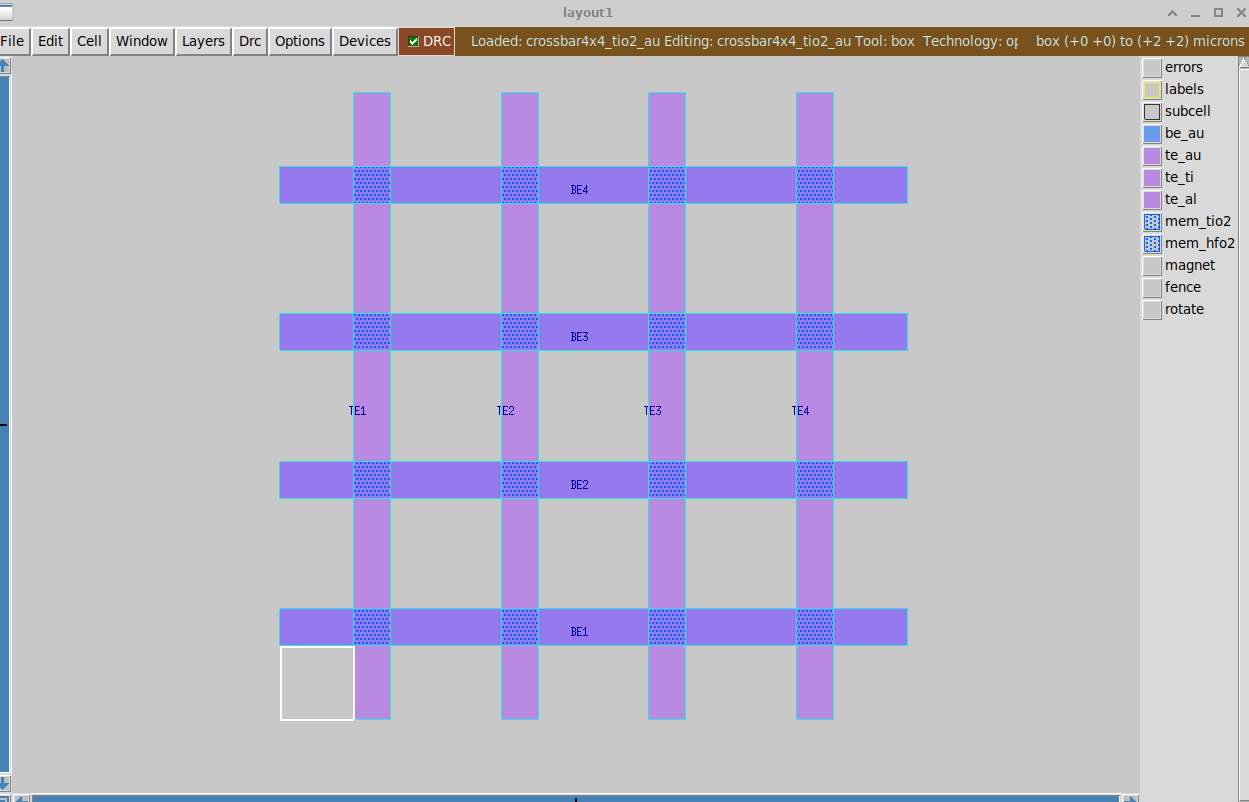 layout1
File Edit Cell Window Layers Drc Options Devices DRC Loaded: crossbar4x4_tio2_au Editing: crossbar4x4_tio2_au Tool: box Technology: op box (+0 +0) to (+2 +2) microns
errors
labels
subcell
be_au
te_au
te_ti
te_al
mem_tio2
mem_hfo2
magnet
fence
rotate
BE4
BE3
TE1 TE2 TE3 TE4
BE2
BE1